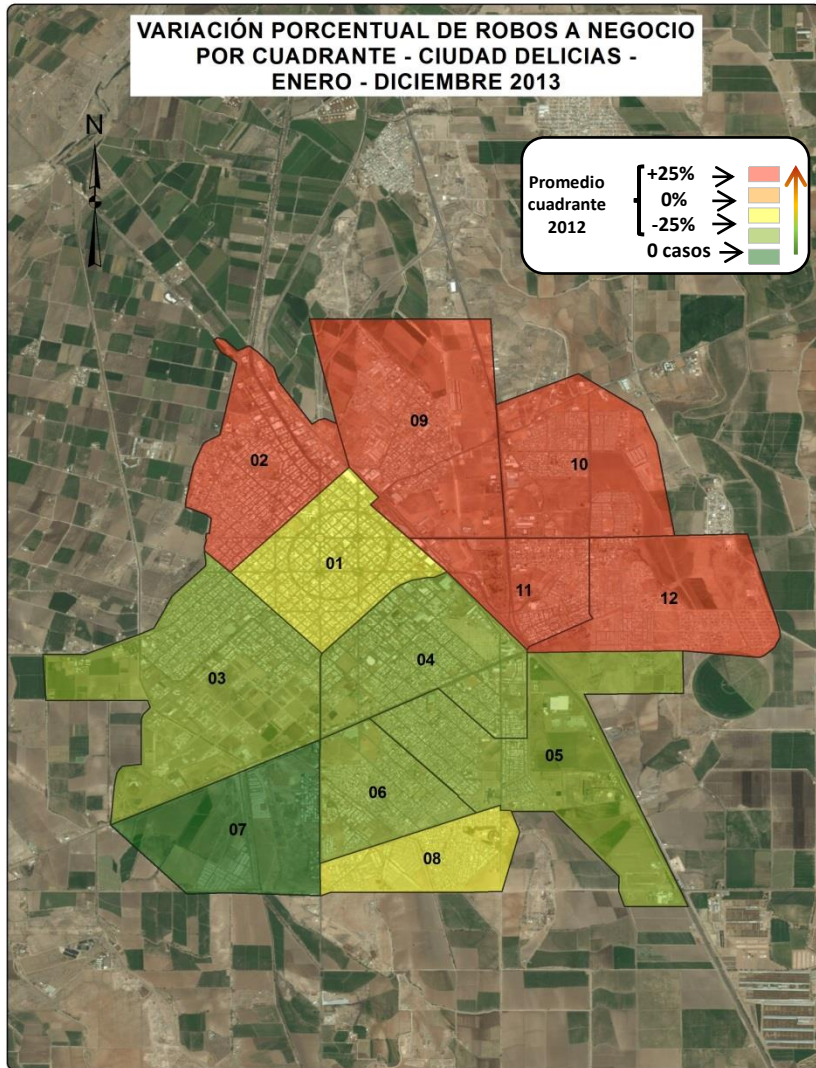 VARIACIÓN PORCENTUAL DE ROBOS A NEGOCIO
POR CUADRANTE - CIUDAD DELICIAS -
ENERO - DICIEMBRE 2013
N
Promedio
cuadrante
2012
+25%
0%
-25%
0 casos
09
02
10
01
11
12
04
03
05
06
07
08